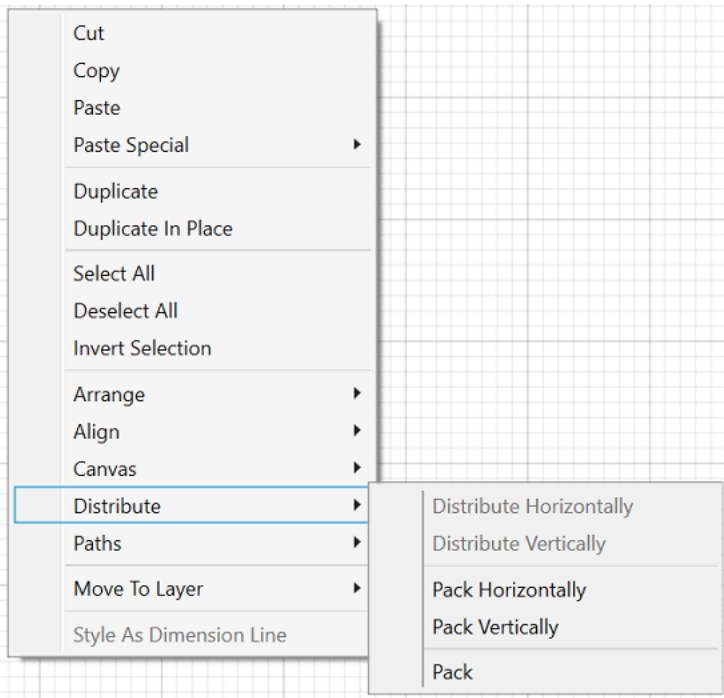 Cut
Copy
Paste
Paste Special
Duplicate
Duplicate In Place
Select All
Deselect All
Invert Selection
Arrange
Align
Canvas
Distribute
Paths
Move To Layer
Style As Dimension Line
Distribute Horizontally
Distribute Vertically
Pack Horizontally
Pack Vertically
Pack